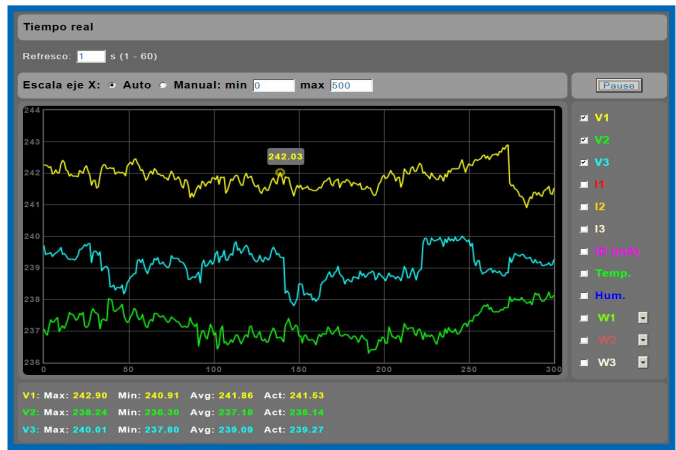 Tiempo real
Refresco: 1 s (1 - 60)
Escala eje X: Auto Manual: min 0 max 500
Pause
244
243
242
241
240
239
238
237
236
242.03
0 50 100 150 200 250 300
V1
V2
V3
I1
I2
I3
ID (mA)
Temp.
Hum.
W1
W2
W3
V1: Max: 242.90 Min: 240.91 Avg: 241.86 Act: 241.53
V2: Max: 238.24 Min: 236.30 Avg: 237.18 Act: 238.14
V3: Max: 240.01 Min: 237.80 Avg: 239.09 Act: 239.27